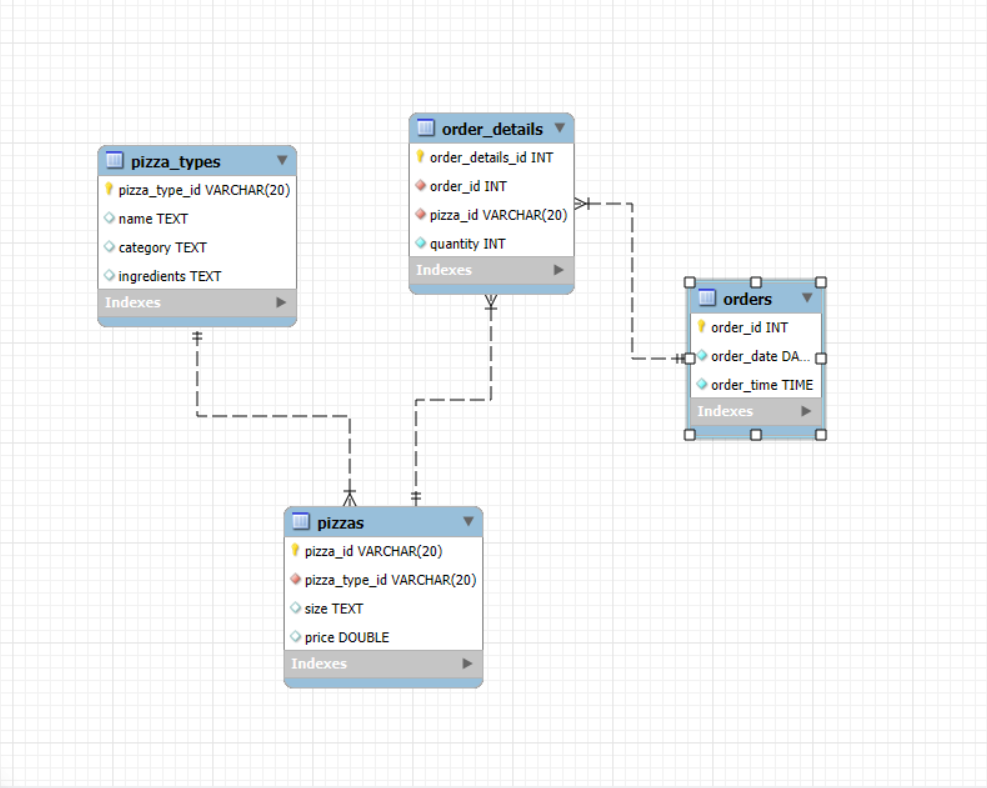 pizza_types
pizza_type_id VARCHAR(20)
name TEXT
category TEXT
ingredients TEXT
Indexes
order_details
order_details_id INT
order_id INT
pizza_id VARCHAR(20)
quantity INT
Indexes
orders
order_id INT
order_date DA...
order_time TIME
Indexes
pizzas
pizza_id VARCHAR(20)
pizza_type_id VARCHAR(20)
size TEXT
price DOUBLE
Indexes